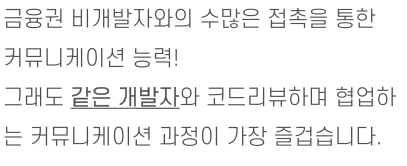 금융권 비개발자와의 수많은 접촉을 통한
커뮤니케이션 능력!
그래도 같은 개발자와 코드리뷰하며 협업하
는 커뮤니케이션 과정이 가장 즐겁습니다.